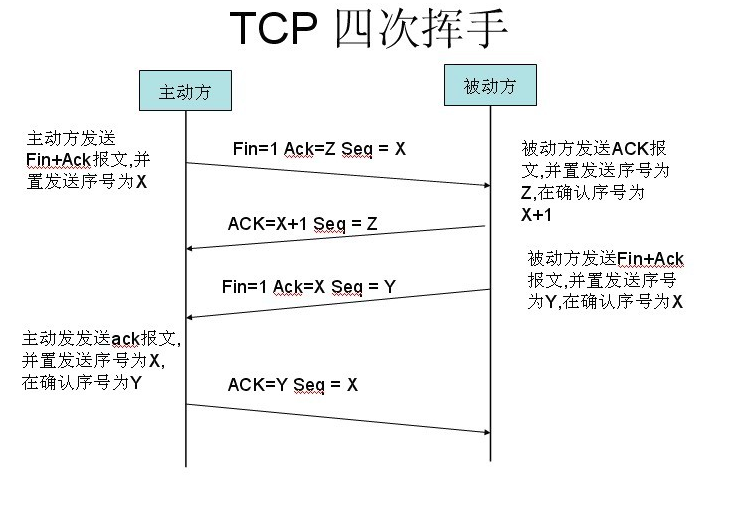 TCP 四次挥手
主动方
被动方
主动方发送
Fin+Ack报文,并
置发送序号为X
Fin=1 Ack=Z Seq = X
被动方发送ACK报
文,并置发送序号为
Z,在确认序号为
X+1
ACK=X+1 Seq = Z
被动方发送Fin+Ack
报文,并置发送序号
为Y,在确认序号为X
Fin=1 Ack=X Seq = Y
主动发发送ack报文,
并置发送序号为X,
在确认序号为Y
ACK=Y Seq = X